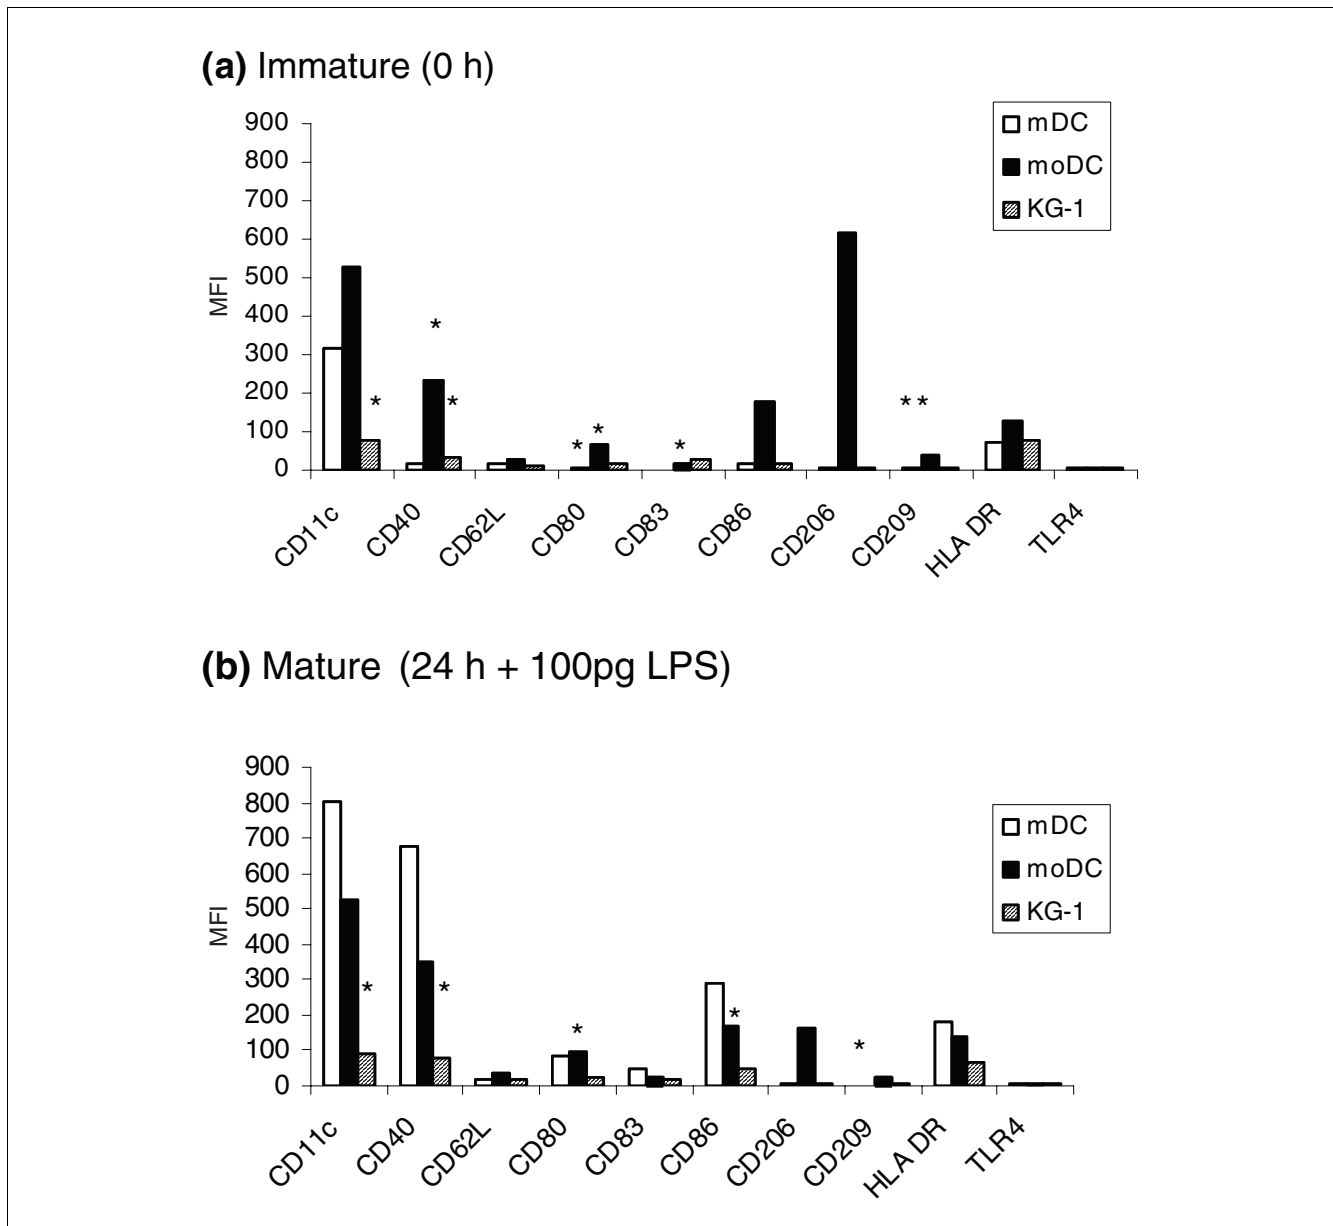 (a) Immature (0 h)
900
800
700
600
500
400
300
200
100
0
MFI
mDC
moDC
KG-1
*
*
*
*
*
*
* *
CD11c
CD40
CD62L
CD80
CD83
CD86
CD206
CD209
HLA DR
TLR4
(b) Mature (24 h + 100pg LPS)
900
800
700
600
500
400
300
200
100
0
MFI
mDC
moDC
KG-1
*
*
*
*
*
CD11c
CD40
CD62L
CD80
CD83
CD86
CD206
CD209
HLA DR
TLR4